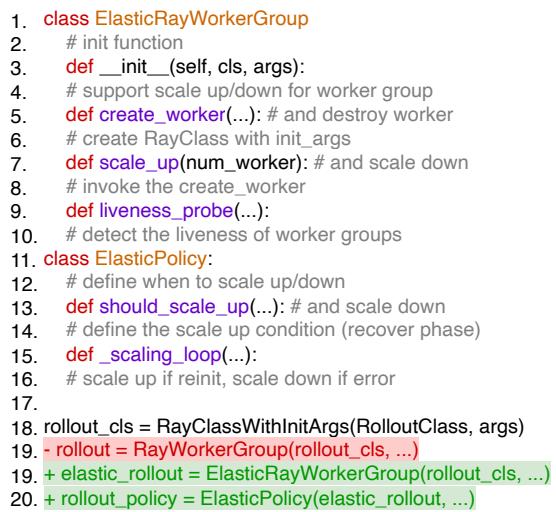 1. class ElasticRayWorkerGroup
2. # init function
3. def __init__(self, cls, args):
4. # support scale up/down for worker group
5. def create_worker(...): # and destroy worker
6. # create RayClass with init_args
7. def scale_up(num_worker): # and scale down
8. # invoke the create_worker
9. def liveness_probe(...):
10. # detect the liveness of worker groups
11. class ElasticPolicy:
12. # define when to scale up/down
13. def should_scale_up(...): # and scale down
14. # define the scale up condition (recover phase)
15. def _scaling_loop(...):
16. # scale up if reinit, scale down if error
17.
18. rollout_cls = RayClassWithInitArgs(RolloutClass, args)
19. - rollout = RayWorkerGroup(rollout_cls, ...)
19. + elastic_rollout = ElasticRayWorkerGroup(rollout_cls, ...)
20. + rollout_policy = ElasticPolicy(elastic_rollout, ...)